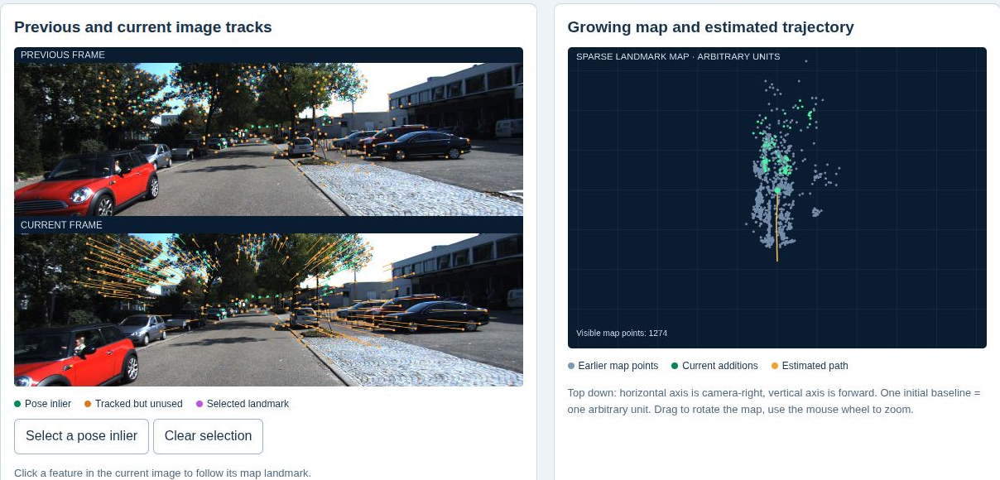 Previous and current image tracks
PREVIOUS FRAME
CURRENT FRAME
Pose inlier
Tracked but unused
Selected landmark
Select a pose inlier
Clear selection
Click a feature in the current image to follow its map landmark.
Growing map and estimated trajectory
SPARSE LANDMARK MAP · ARBITRARY UNITS
Visible map points: 1274
Earlier map points
Current additions
Estimated path
Top down: horizontal axis is camera-right, vertical axis is forward. One initial baseline =
one arbitrary unit. Drag to rotate the map, use the mouse wheel to zoom.